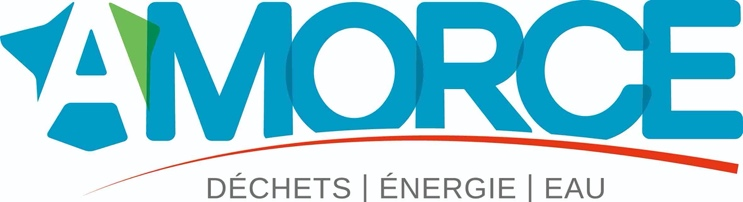 AMORCE
DÉCHETS | ÉNERGIE | EAU